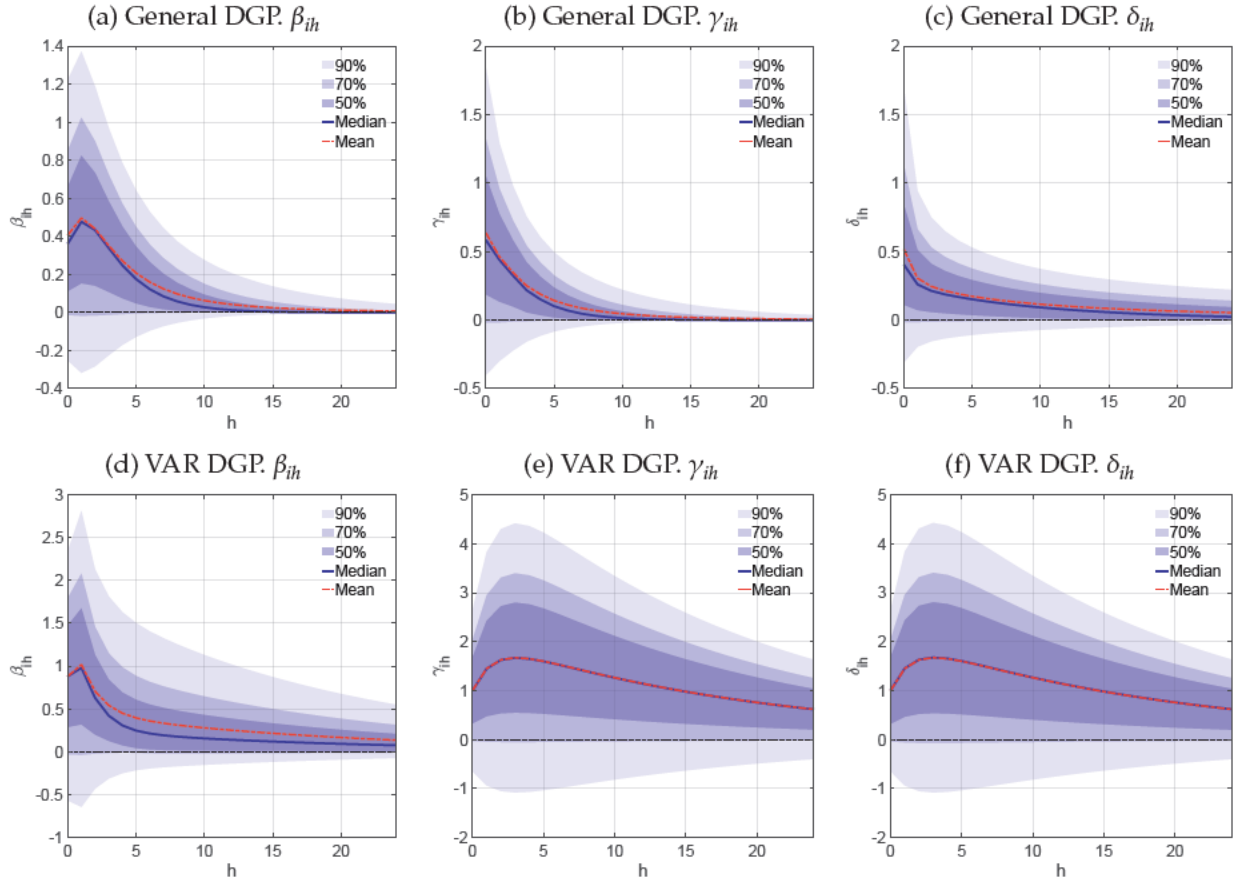 (a) General DGP. β_ih
1.4
1.2
1
0.8
0.6
0.4
0.2
0
-0.2
-0.4
β_ih
0 5 10 15 20
h
90%
70%
50%
Median
Mean
(b) General DGP. γ_ih
2
1.5
1
0.5
0
-0.5
γ_ih
0 5 10 15 20
h
90%
70%
50%
Median
Mean
(c) General DGP. δ_ih
2
1.5
1
0.5
0
-0.5
δ_ih
0 5 10 15 20
h
90%
70%
50%
Median
Mean
(d) VAR DGP. β_ih
3
2.5
2
1.5
1
0.5
0
-0.5
-1
β_ih
0 5 10 15 20
h
90%
70%
50%
Median
Mean
(e) VAR DGP. γ_ih
5
4
3
2
1
0
-1
-2
γ_ih
0 5 10 15 20
h
90%
70%
50%
Median
Mean
(f) VAR DGP. δ_ih
5
4
3
2
1
0
-1
-2
δ_ih
0 5 10 15 20
h
90%
70%
50%
Median
Mean